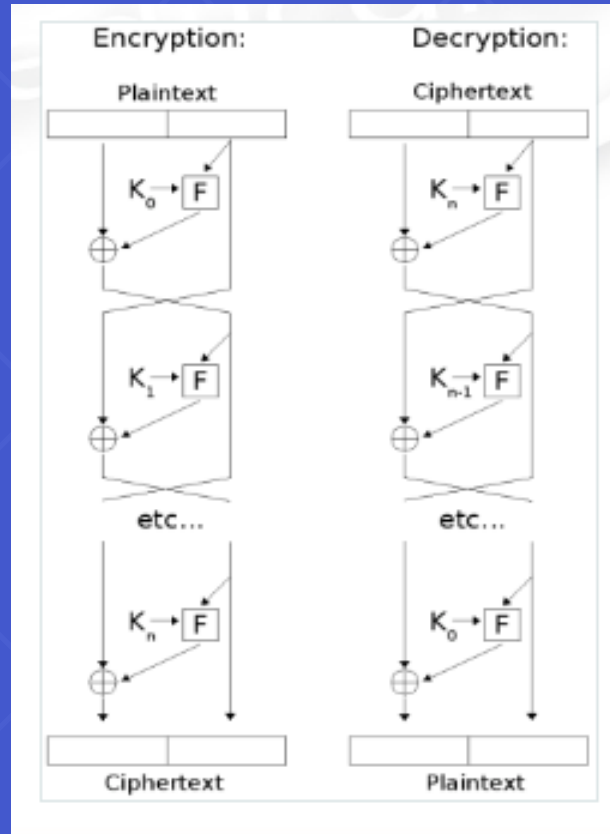 Encryption:
Plaintext
K₀ F
K₁ F
etc...
Kₙ F
Ciphertext
Decryption:
Ciphertext
Kₙ F
Kₙ₋₁ F
etc...
K₀ F
Plaintext